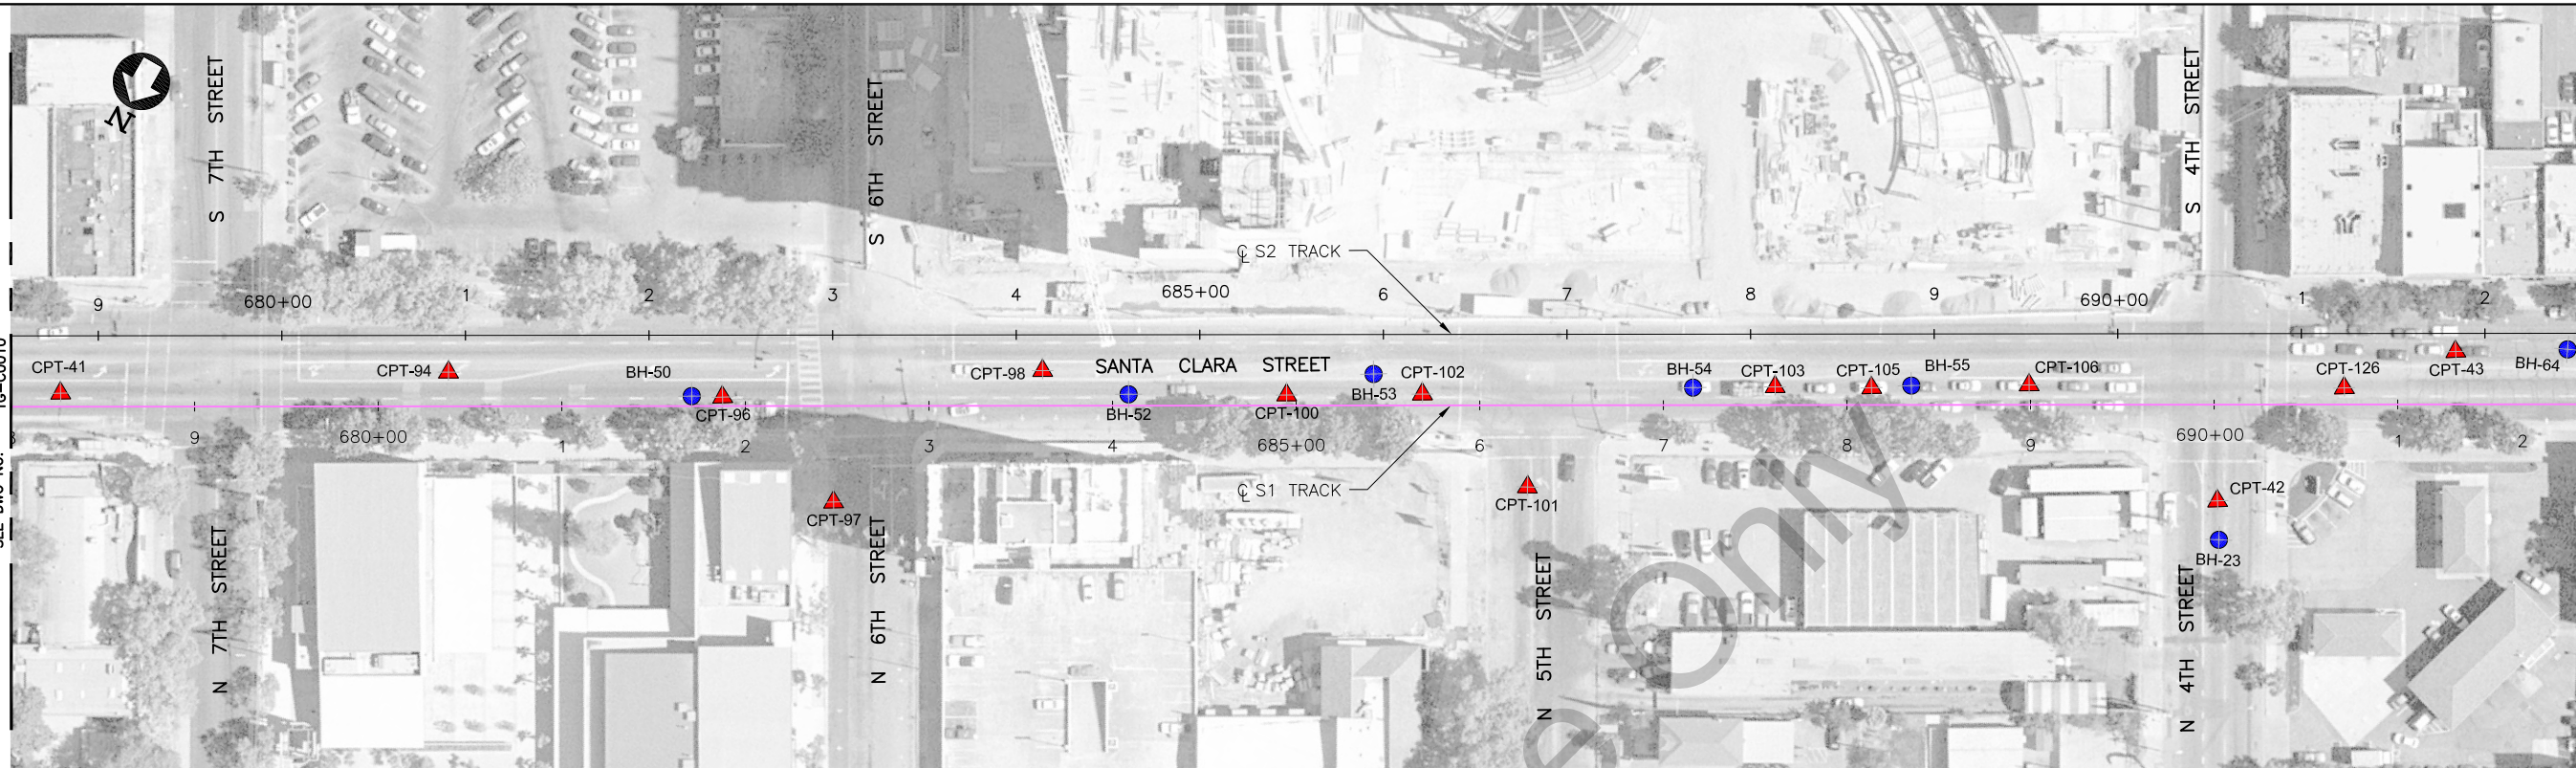 N
S 7TH STREET
S 6TH STREET
S 4TH STREET
℄ S2 TRACK
9
680+00
1
2
3
4
685+00
6
7
8
9
690+00
1
2
CPT-41
CPT-94
BH-50
CPT-96
CPT-98
SANTA CLARA STREET
BH-52
CPT-100
BH-53
CPT-102
BH-54
CPT-103
CPT-105
BH-55
CPT-106
CPT-126
CPT-43
BH-64
9
680+00
1
2
3
4
685+00
6
7
8
9
690+00
1
2
℄ S1 TRACK
CPT-97
CPT-101
CPT-42
BH-23
N 7TH STREET
N 6TH STREET
N 5TH STREET
N 4TH STREET
Only